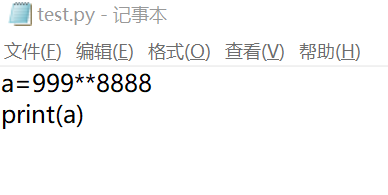 test.py - 记事本
文件(F) 编辑(E) 格式(O) 查看(V) 帮助(H)
a=999**8888
print(a)